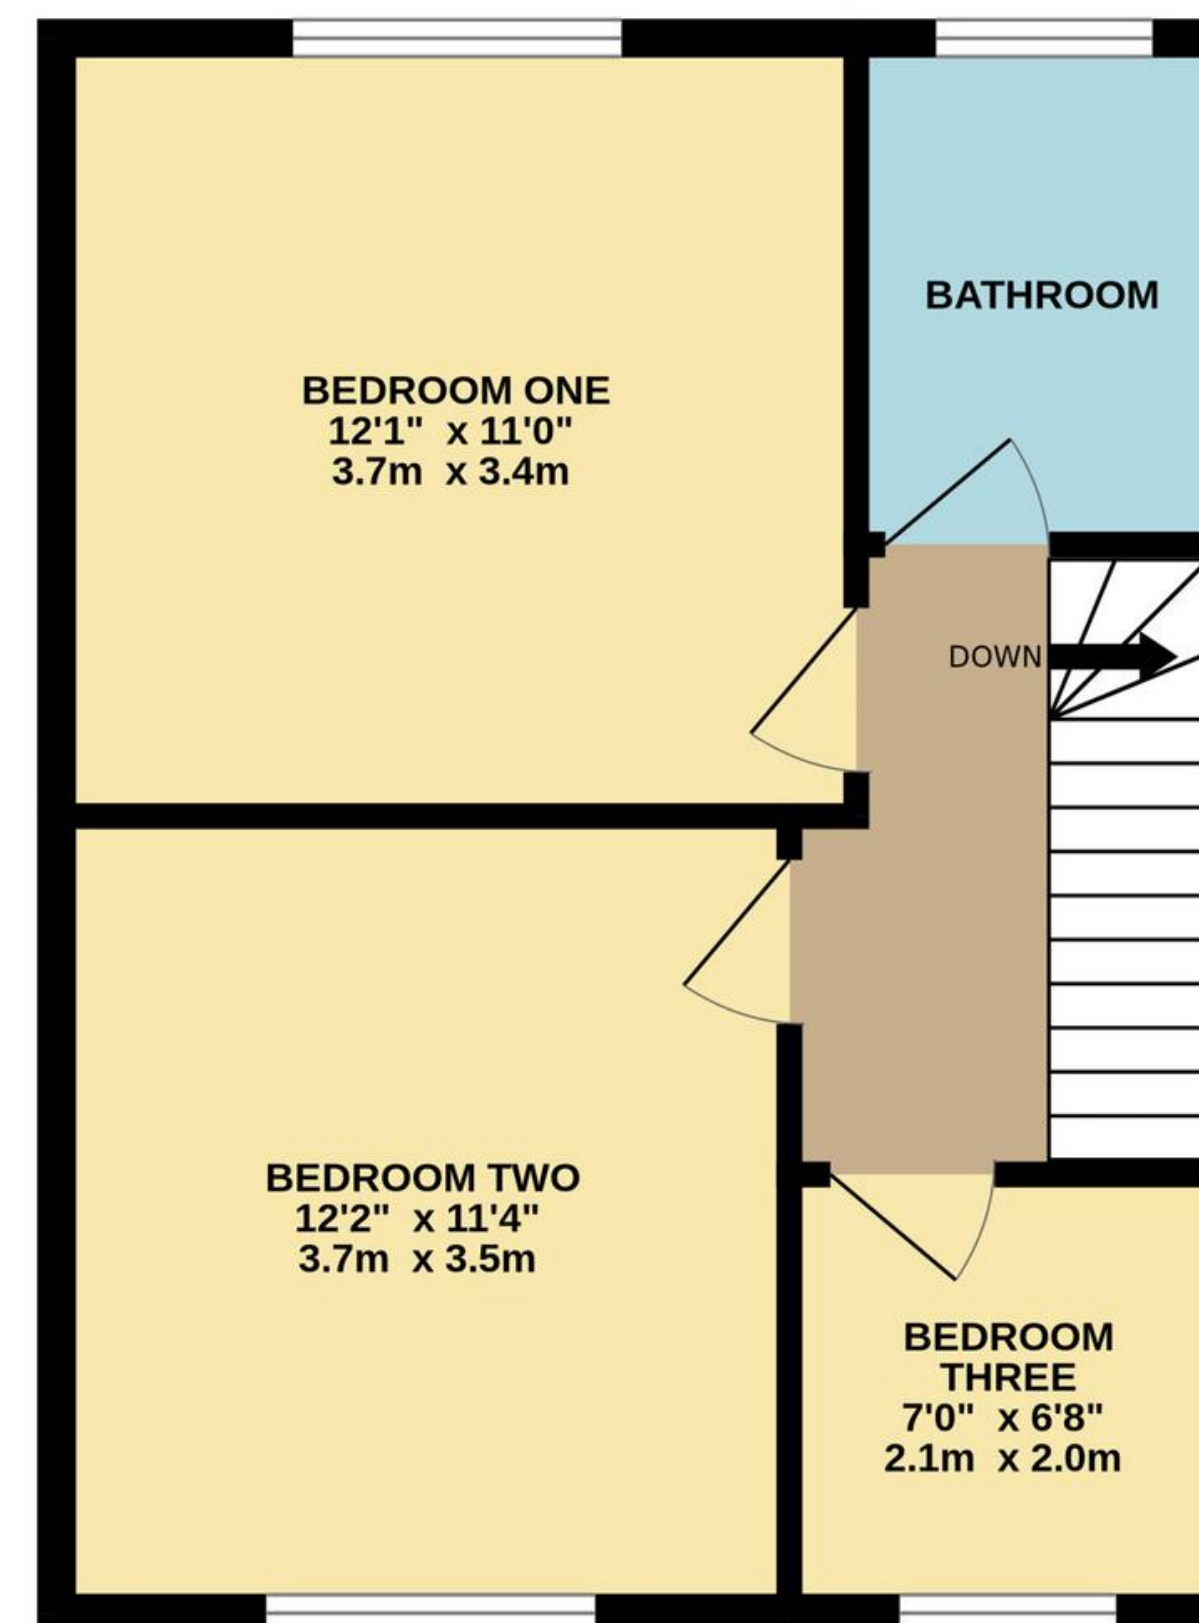 BATHROOM
BEDROOM ONE
12'1"  x 11'0"
3.7m  x 3.4m
DOWN
BEDROOM TWO
12'2"  x 11'4"
3.7m  x 3.5m
BEDROOM
THREE
7'0"  x 6'8"
2.1m  x 2.0m